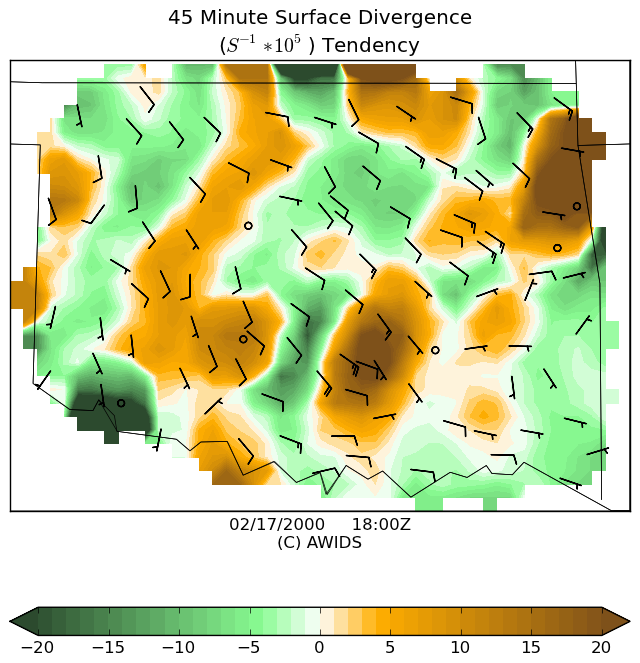 45 Minute Surface Divergence
(S⁻¹ * 10⁵ ) Tendency
02/17/2000 18:00Z
(C) AWIDS
−20 −15 −10 −5 0 5 10 15 20